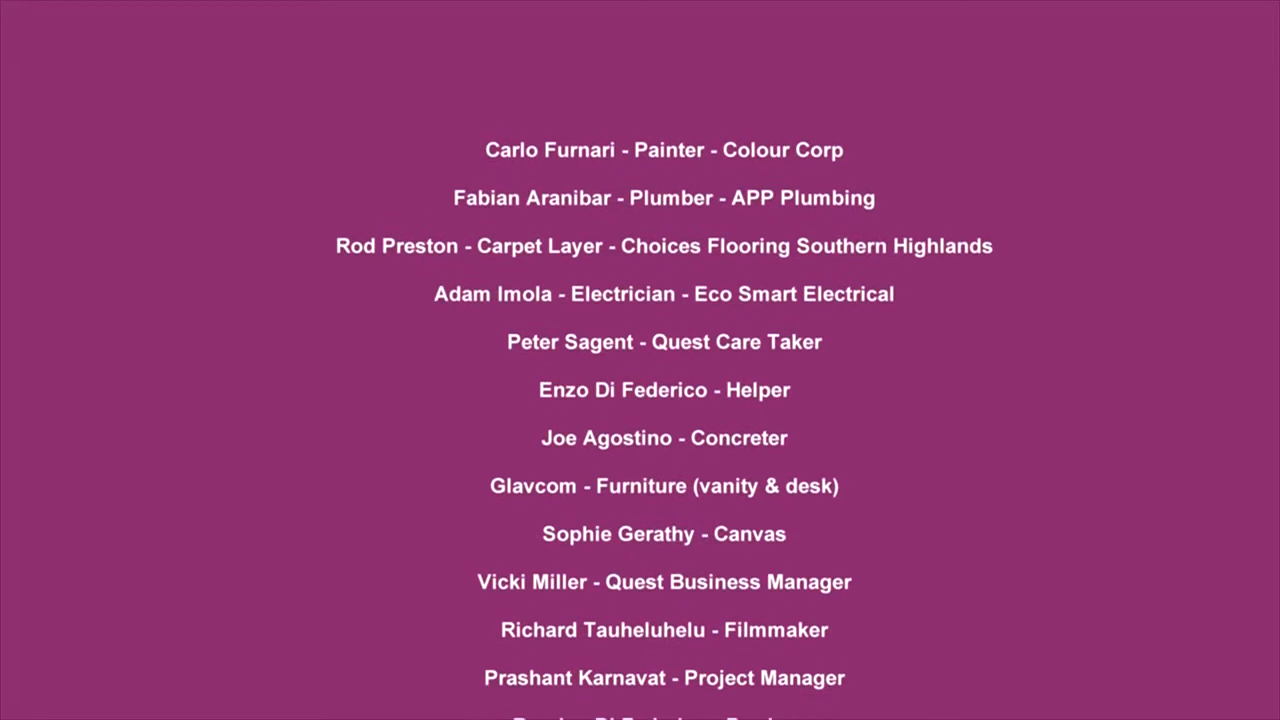 Carlo Furnari - Painter - Colour Corp
Fabian Aranibar - Plumber - APP Plumbing
Rod Preston - Carpet Layer - Choices Flooring Southern Highlands
Adam Imola - Electrician - Eco Smart Electrical
Peter Sagent - Quest Care Taker
Enzo Di Federico - Helper
Joe Agostino - Concreter
Glavcom - Furniture (vanity & desk)
Sophie Gerathy - Canvas
Vicki Miller - Quest Business Manager
Richard Tauheluhelu - Filmmaker
Prashant Karnavat - Project Manager